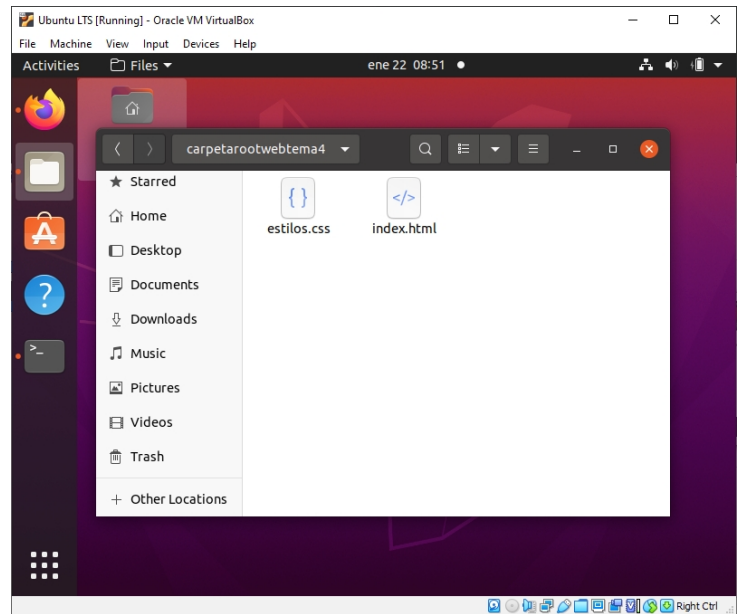 Ubuntu LTS [Running] - Oracle VM VirtualBox
File Machine View Input Devices Help
Activities Files ene 22 08:51
carpetarootwebtema4
Starred
Home
Desktop
Documents
Downloads
Music
Pictures
Videos
Trash
+ Other Locations
{ } </>
estilos.css index.html
Right Ctrl